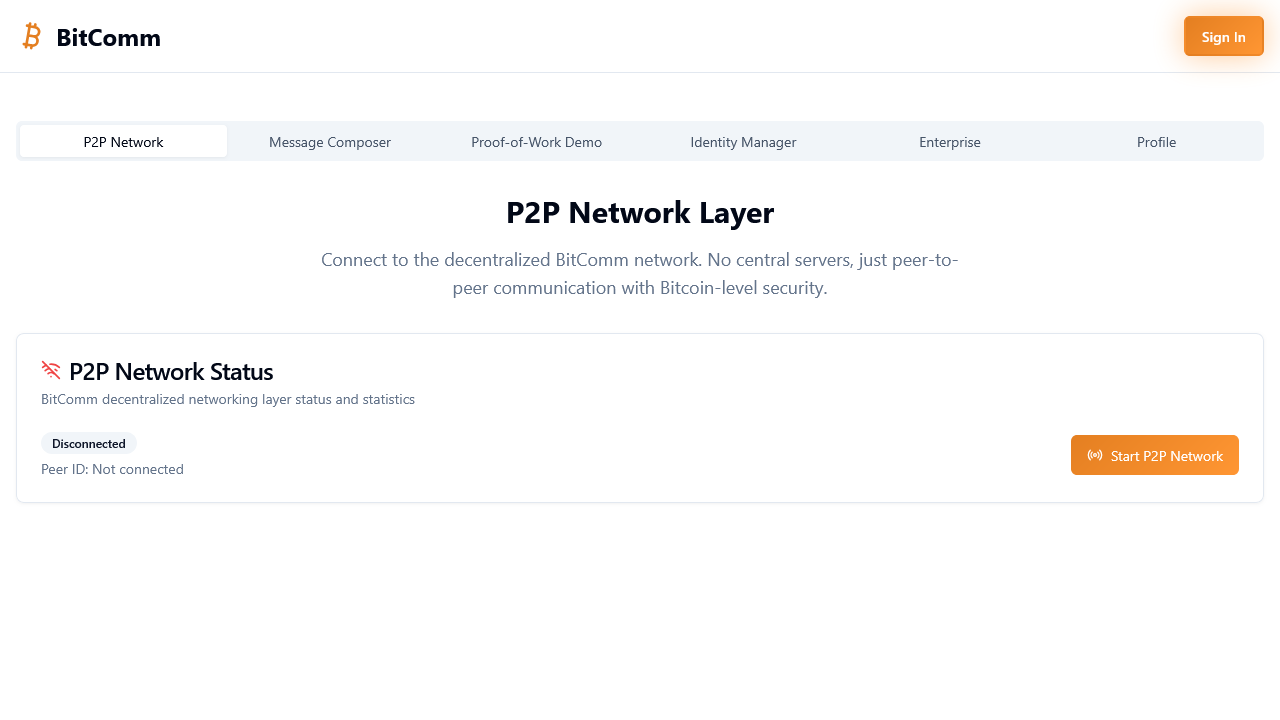 BitComm
Sign In
P2P Network
Message Composer
Proof-of-Work Demo
Identity Manager
Enterprise
Profile
P2P Network Layer
Connect to the decentralized BitComm network. No central servers, just peer-to-
peer communication with Bitcoin-level security.
P2P Network Status
BitComm decentralized networking layer status and statistics
Disconnected
Peer ID: Not connected
Start P2P Network